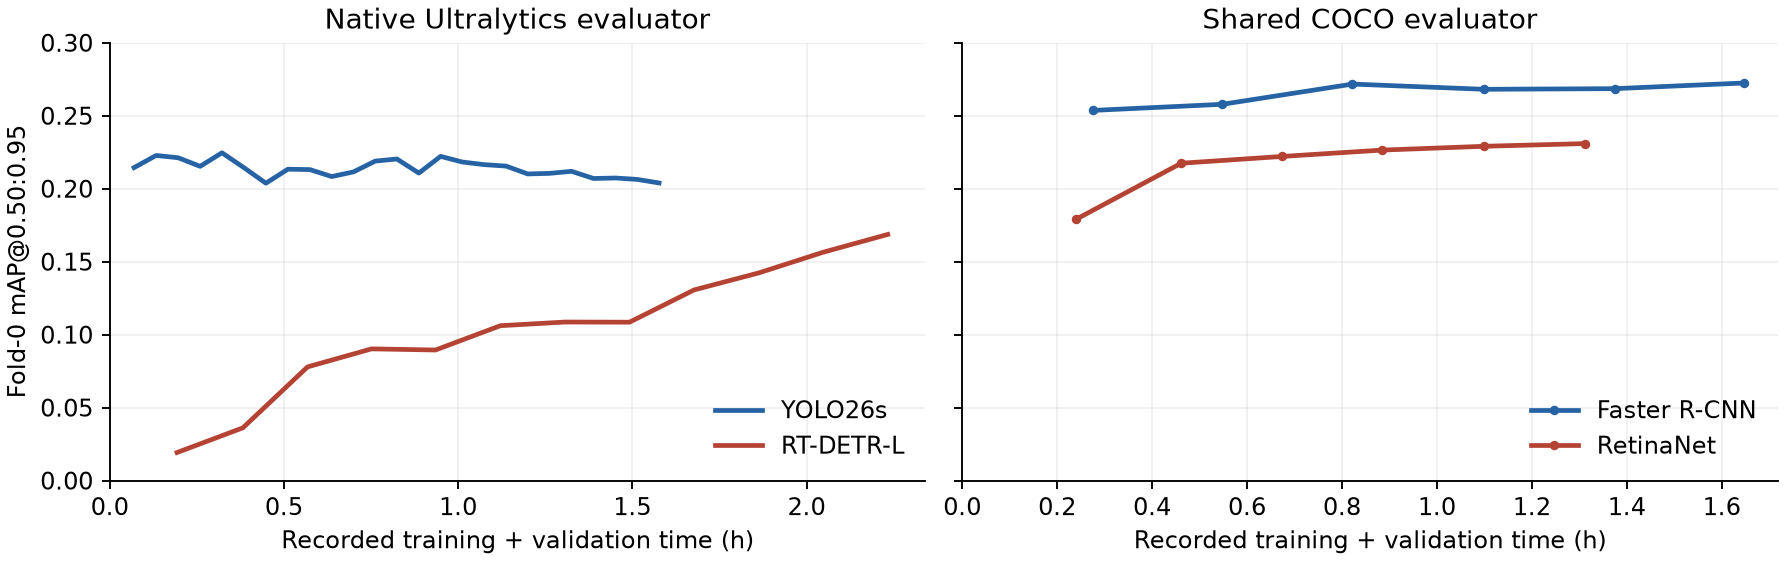 Native Ultralytics evaluator
Shared COCO evaluator
Fold-0 mAP@0.50:0.95
0.30
0.25
0.20
0.15
0.10
0.05
0.00
YOLO26s
RT-DETR-L
0.0 0.5 1.0 1.5 2.0
Recorded training + validation time (h)
Faster R-CNN
RetinaNet
0.0 0.2 0.4 0.6 0.8 1.0 1.2 1.4 1.6
Recorded training + validation time (h)